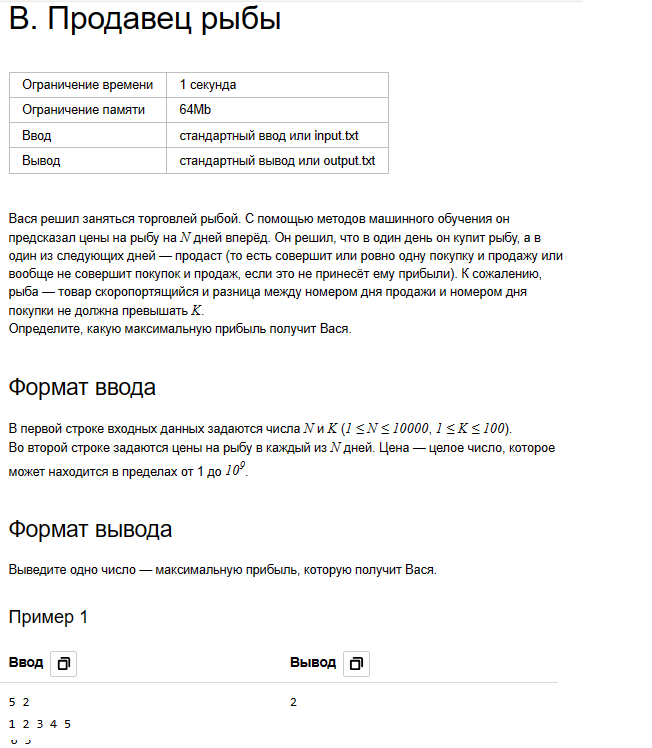 В. Продавец рыбы
Ограничение времени 1 секунда
Ограничение памяти 64Mb
Ввод стандартный ввод или input.txt
Вывод стандартный вывод или output.txt
Вася решил заняться торговлей рыбой. С помощью методов машинного обучения он
предсказал цены на рыбу на N дней вперёд. Он решил, что в один день он купит рыбу, а в
один из следующих дней — продаст (то есть совершит или ровно одну покупку и продажу или
вообще не совершит покупок и продаж, если это не принесёт ему прибыли). К сожалению,
рыба — товар скоропортящийся и разница между номером дня продажи и номером дня
покупки не должна превышать K.
Определите, какую максимальную прибыль получит Вася.
Формат ввода
В первой строке входных данных задаются числа N и K (1 ≤ N ≤ 10000, 1 ≤ K ≤ 100).
Во второй строке задаются цены на рыбу в каждый из N дней. Цена — целое число, которое
может находится в пределах от 1 до 10⁹.
Формат вывода
Выведите одно число — максимальную прибыль, которую получит Вася.
Пример 1
Ввод Вывод
5 2 2
1 2 3 4 5